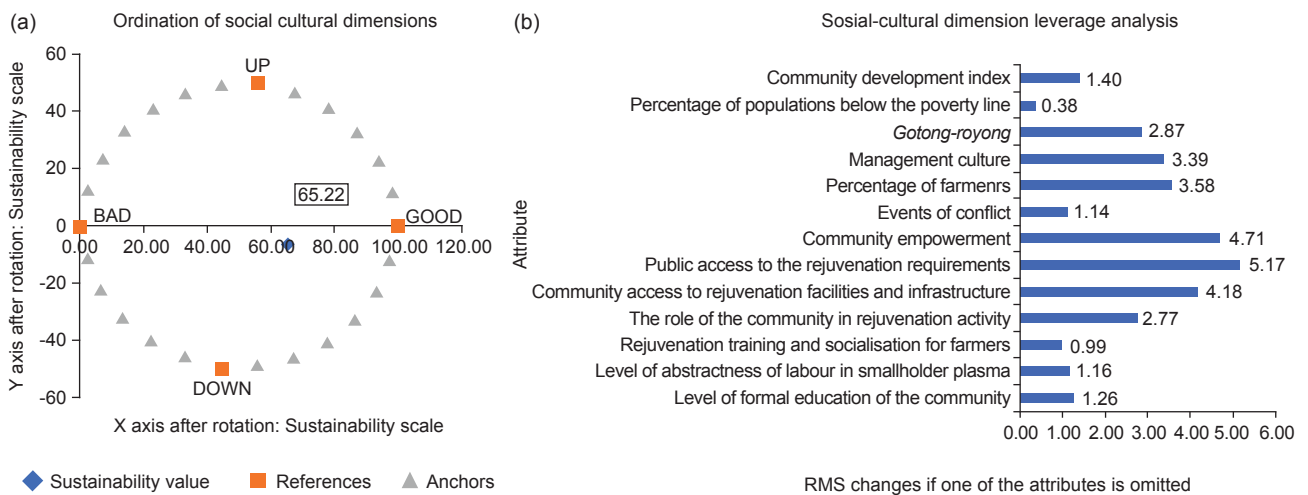 (a) Ordination of social cultural dimensions
Y axis after rotation: Sustainability scale
60
40
20
0
-20
-40
-60
UP
65.22
BAD
GOOD
0.00 20.00 40.00 60.00 80.00 100.00 120.00
DOWN
X axis after rotation: Sustainability scale
Sustainability value References Anchors
(b) Sosial-cultural dimension leverage analysis
Attribute
Community development index 1.40
Percentage of populations below the poverty line 0.38
Gotong-royong 2.87
Management culture 3.39
Percentage of farmenrs 3.58
Events of conflict 1.14
Community empowerment 4.71
Public access to the rejuvenation requirements 5.17
Community access to rejuvenation facilities and infrastructure 4.18
The role of the community in rejuvenation activity 2.77
Rejuvenation training and socialisation for farmers 0.99
Level of abstractness of labour in smallholder plasma 1.16
Level of formal education of the community 1.26
0.00 1.00 2.00 3.00 4.00 5.00 6.00
RMS changes if one of the attributes is omitted